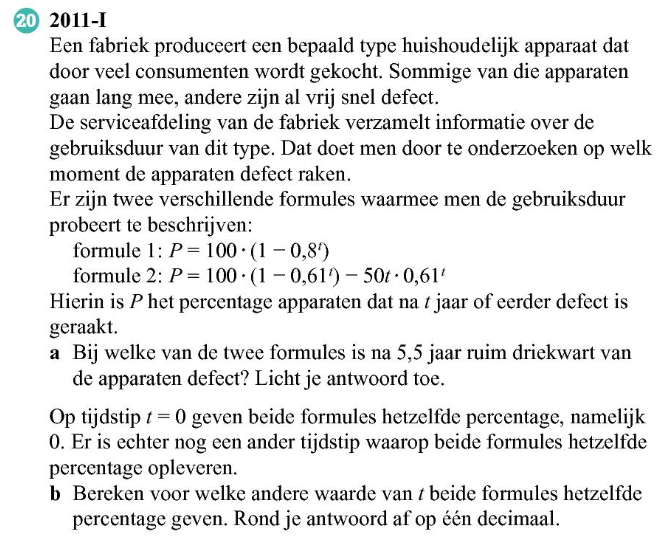 20 2011-I
Een fabriek produceert een bepaald type huishoudelijk apparaat dat
door veel consumenten wordt gekocht. Sommige van die apparaten
gaan lang mee, andere zijn al vrij snel defect.
De serviceafdeling van de fabriek verzamelt informatie over de
gebruiksduur van dit type. Dat doet men door te onderzoeken op welk
moment de apparaten defect raken.
Er zijn twee verschillende formules waarmee men de gebruiksduur
probeert te beschrijven:
formule 1: P = 100 · (1 − 0,8ᵗ)
formule 2: P = 100 · (1 − 0,61ᵗ) − 50t · 0,61ᵗ
Hierin is P het percentage apparaten dat na t jaar of eerder defect is
geraakt.
a Bij welke van de twee formules is na 5,5 jaar ruim driekwart van
de apparaten defect? Licht je antwoord toe.
Op tijdstip t = 0 geven beide formules hetzelfde percentage, namelijk
0. Er is echter nog een ander tijdstip waarop beide formules hetzelfde
percentage opleveren.
b Bereken voor welke andere waarde van t beide formules hetzelfde
percentage geven. Rond je antwoord af op één decimaal.